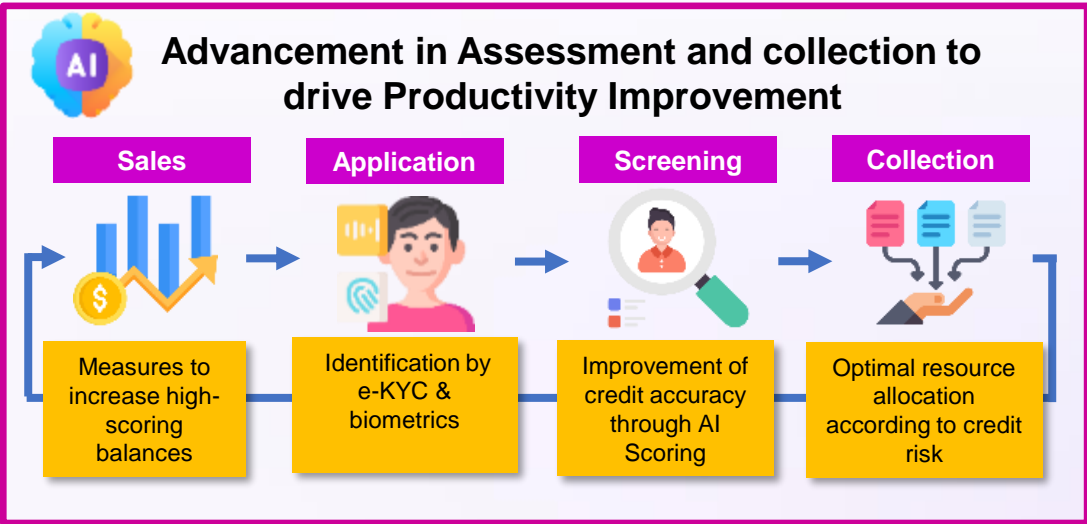 AI
Advancement in Assessment and collection to
drive Productivity Improvement
Sales
Application
Screening
Collection
$
Measures to
increase high-
scoring
balances
Identification by
e-KYC &
biometrics
Improvement of
credit accuracy
through AI
Scoring
Optimal resource
allocation
according to credit
risk